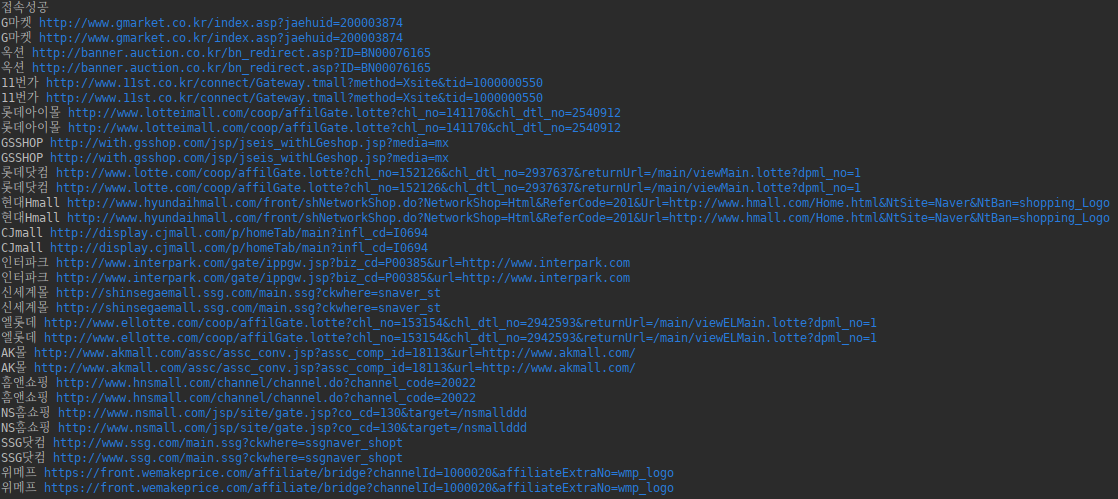 접속성공
G마켓 http://www.gmarket.co.kr/index.asp?jaehuid=200003874
G마켓 http://www.gmarket.co.kr/index.asp?jaehuid=200003874
옥션 http://banner.auction.co.kr/bn_redirect.asp?ID=BN00076165
옥션 http://banner.auction.co.kr/bn_redirect.asp?ID=BN00076165
11번가 http://www.11st.co.kr/connect/Gateway.tmall?method=Xsite&tid=1000000550
11번가 http://www.11st.co.kr/connect/Gateway.tmall?method=Xsite&tid=1000000550
롯데아이몰 http://www.lotteimall.com/coop/affilGate.lotte?chl_no=141170&chl_dtl_no=2540912
롯데아이몰 http://www.lotteimall.com/coop/affilGate.lotte?chl_no=141170&chl_dtl_no=2540912
GSSHOP http://with.gsshop.com/jsp/jseis_withLGeshop.jsp?media=mx
GSSHOP http://with.gsshop.com/jsp/jseis_withLGeshop.jsp?media=mx
롯데닷컴 http://www.lotte.com/coop/affilGate.lotte?chl_no=152126&chl_dtl_no=2937637&returnUrl=/main/viewMain.lotte?dpml_no=1
롯데닷컴 http://www.lotte.com/coop/affilGate.lotte?chl_no=152126&chl_dtl_no=2937637&returnUrl=/main/viewMain.lotte?dpml_no=1
현대Hmall http://www.hyundaihmall.com/front/shNetworkShop.do?NetworkShop=Html&ReferCode=201&Url=http://www.hmall.com/Home.html&NtSite=Naver&NtBan=shopping_Logo
현대Hmall http://www.hyundaihmall.com/front/shNetworkShop.do?NetworkShop=Html&ReferCode=201&Url=http://www.hmall.com/Home.html&NtSite=Naver&NtBan=shopping_Logo
CJmall http://display.cjmall.com/p/homeTab/main?infl_cd=I0694
CJmall http://display.cjmall.com/p/homeTab/main?infl_cd=I0694
인터파크 http://www.interpark.com/gate/ippgw.jsp?biz_cd=P00385&url=http://www.interpark.com
인터파크 http://www.interpark.com/gate/ippgw.jsp?biz_cd=P00385&url=http://www.interpark.com
신세계몰 http://shinsegaemall.ssg.com/main.ssg?ckwhere=snaver_st
신세계몰 http://shinsegaemall.ssg.com/main.ssg?ckwhere=snaver_st
엘롯데 http://www.ellotte.com/coop/affilGate.lotte?chl_no=153154&chl_dtl_no=2942593&returnUrl=/main/viewELMain.lotte?dpml_no=1
엘롯데 http://www.ellotte.com/coop/affilGate.lotte?chl_no=153154&chl_dtl_no=2942593&returnUrl=/main/viewELMain.lotte?dpml_no=1
AK몰 http://www.akmall.com/assc/assc_conv.jsp?assc_comp_id=18113&url=http://www.akmall.com/
AK몰 http://www.akmall.com/assc/assc_conv.jsp?assc_comp_id=18113&url=http://www.akmall.com/
홈앤쇼핑 http://www.hnsmall.com/channel/channel.do?channel_code=20022
홈앤쇼핑 http://www.hnsmall.com/channel/channel.do?channel_code=20022
NS홈쇼핑 http://www.nsmall.com/jsp/site/gate.jsp?co_cd=130&target=/nsmallddd
NS홈쇼핑 http://www.nsmall.com/jsp/site/gate.jsp?co_cd=130&target=/nsmallddd
SSG닷컴 http://www.ssg.com/main.ssg?ckwhere=ssgnaver_shopt
SSG닷컴 http://www.ssg.com/main.ssg?ckwhere=ssgnaver_shopt
위메프 https://front.wemakeprice.com/affiliate/bridge?channelId=1000020&affiliateExtraNo=wmp_logo
위메프 https://front.wemakeprice.com/affiliate/bridge?channelId=1000020&affiliateExtraNo=wmp_logo